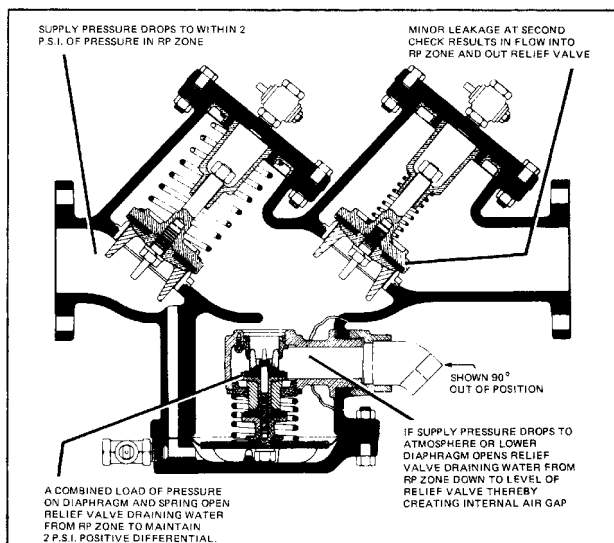 SUPPLY PRESSURE DROPS TO WITHIN 2
P.S.I. OF PRESSURE IN RP ZONE
MINOR LEAKAGE AT SECOND
CHECK RESULTS IN FLOW INTO
RP ZONE AND OUT RELIEF VALVE
SHOWN 90°
OUT OF POSITION
A COMBINED LOAD OF PRESSURE
ON DIAPHRAGM AND SPRING OPEN
RELIEF VALVE DRAINING WATER
FROM RP ZONE TO MAINTAIN
2 P.S.I. POSITIVE DIFFERENTIAL.
IF SUPPLY PRESSURE DROPS TO
ATMOSPHERE OR LOWER
DIAPHRAGM OPENS RELIEF
VALVE DRAINING WATER FROM
RP ZONE DOWN TO LEVEL OF
RELIEF VALVE THEREBY
CREATING INTERNAL AIR GAP